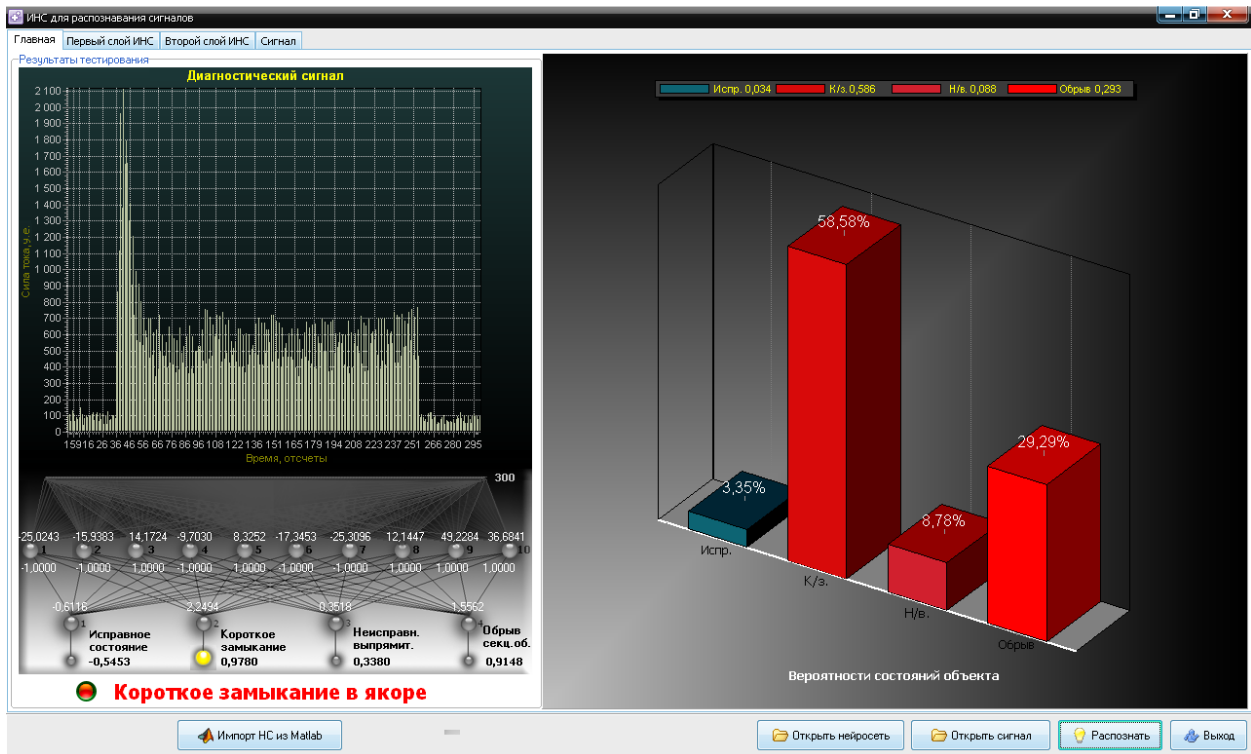 ИНС для распознавания сигналов
Главная Первый слой ИНС Второй слой ИНС Сигнал
Результаты тестирования
Диагностический сигнал
2 100
2 000
1 900
1 800
1 700
1 600
1 500
1 400
1 300
1 200
1 100
1 000
900
800
700
600
500
400
300
200
100
0
Сила тока, у.е.
1 5 9 16 26 36 46 56 66 76 86 96 108 122 136 151 165 179 194 208 223 237 251 266 280 295
Время, отсчеты
300
-25,0243 -15,9383 14,1724 -9,7030 8,3252 -17,3453 -25,3096 12,1447 49,2284 36,6841
1 2 3 4 5 6 7 8 9 10
-1,0000 -1,0000 1,0000 -1,0000 1,0000 -1,0000 -1,0000 1,0000 1,0000 1,0000
-0,6116 2,2494 0,3518 1,5562
1 2 3 4
Исправное состояние
-0,5453
Короткое замыкание
0,9780
Неисправн. выпрямит.
0,3380
Обрыв секц.об.
0,9148
Короткое замыкание в якоре
Испр. 0,034 К/з. 0,586 Н/в. 0,088 Обрыв 0,293
3,35%
58,58%
8,78%
29,29%
Испр.
К/з.
Н/в.
Обрыв
Вероятности состояний объекта
Импорт НС из Matlab
Открыть нейросеть
Открыть сигнал
Распознать
Выход